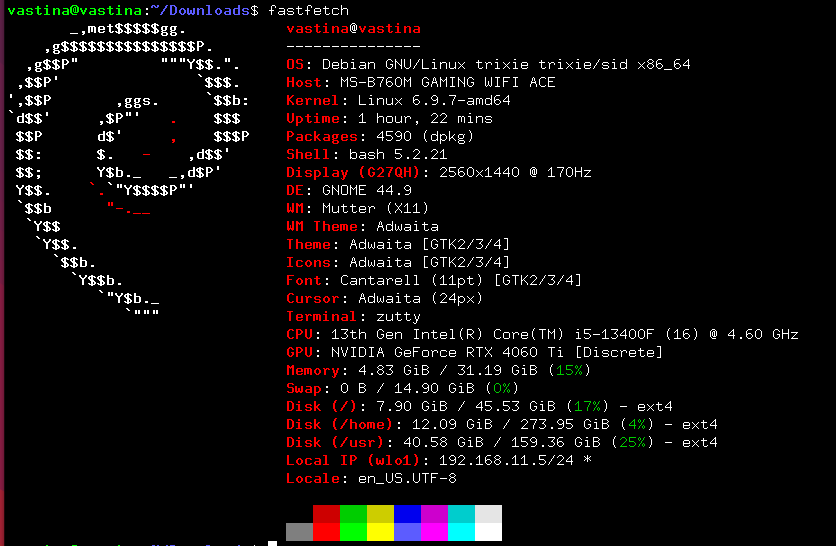 vastina@vastina:~/Downloads$ fastfetch
vastina@vastina
---------------
OS: Debian GNU/Linux trixie trixie/sid x86_64
Host: MS-B760M GAMING WIFI ACE
Kernel: Linux 6.9.7-amd64
Uptime: 1 hour, 22 mins
Packages: 4590 (dpkg)
Shell: bash 5.2.21
Display (G27QH): 2560x1440 @ 170Hz
DE: GNOME 44.9
WM: Mutter (X11)
WM Theme: Adwaita
Theme: Adwaita [GTK2/3/4]
Icons: Adwaita [GTK2/3/4]
Font: Cantarell (11pt) [GTK2/3/4]
Cursor: Adwaita (24px)
Terminal: zutty
CPU: 13th Gen Intel(R) Core(TM) i5-13400F (16) @ 4.60 GHz
GPU: NVIDIA GeForce RTX 4060 Ti [Discrete]
Memory: 4.83 GiB / 31.19 GiB (15%)
Swap: 0 B / 14.90 GiB (0%)
Disk (/): 7.90 GiB / 45.53 GiB (17%) - ext4
Disk (/home): 12.09 GiB / 273.95 GiB (4%) - ext4
Disk (/usr): 40.58 GiB / 159.36 GiB (25%) - ext4
Local IP (wlo1): 192.168.11.5/24 *
Locale: en_US.UTF-8